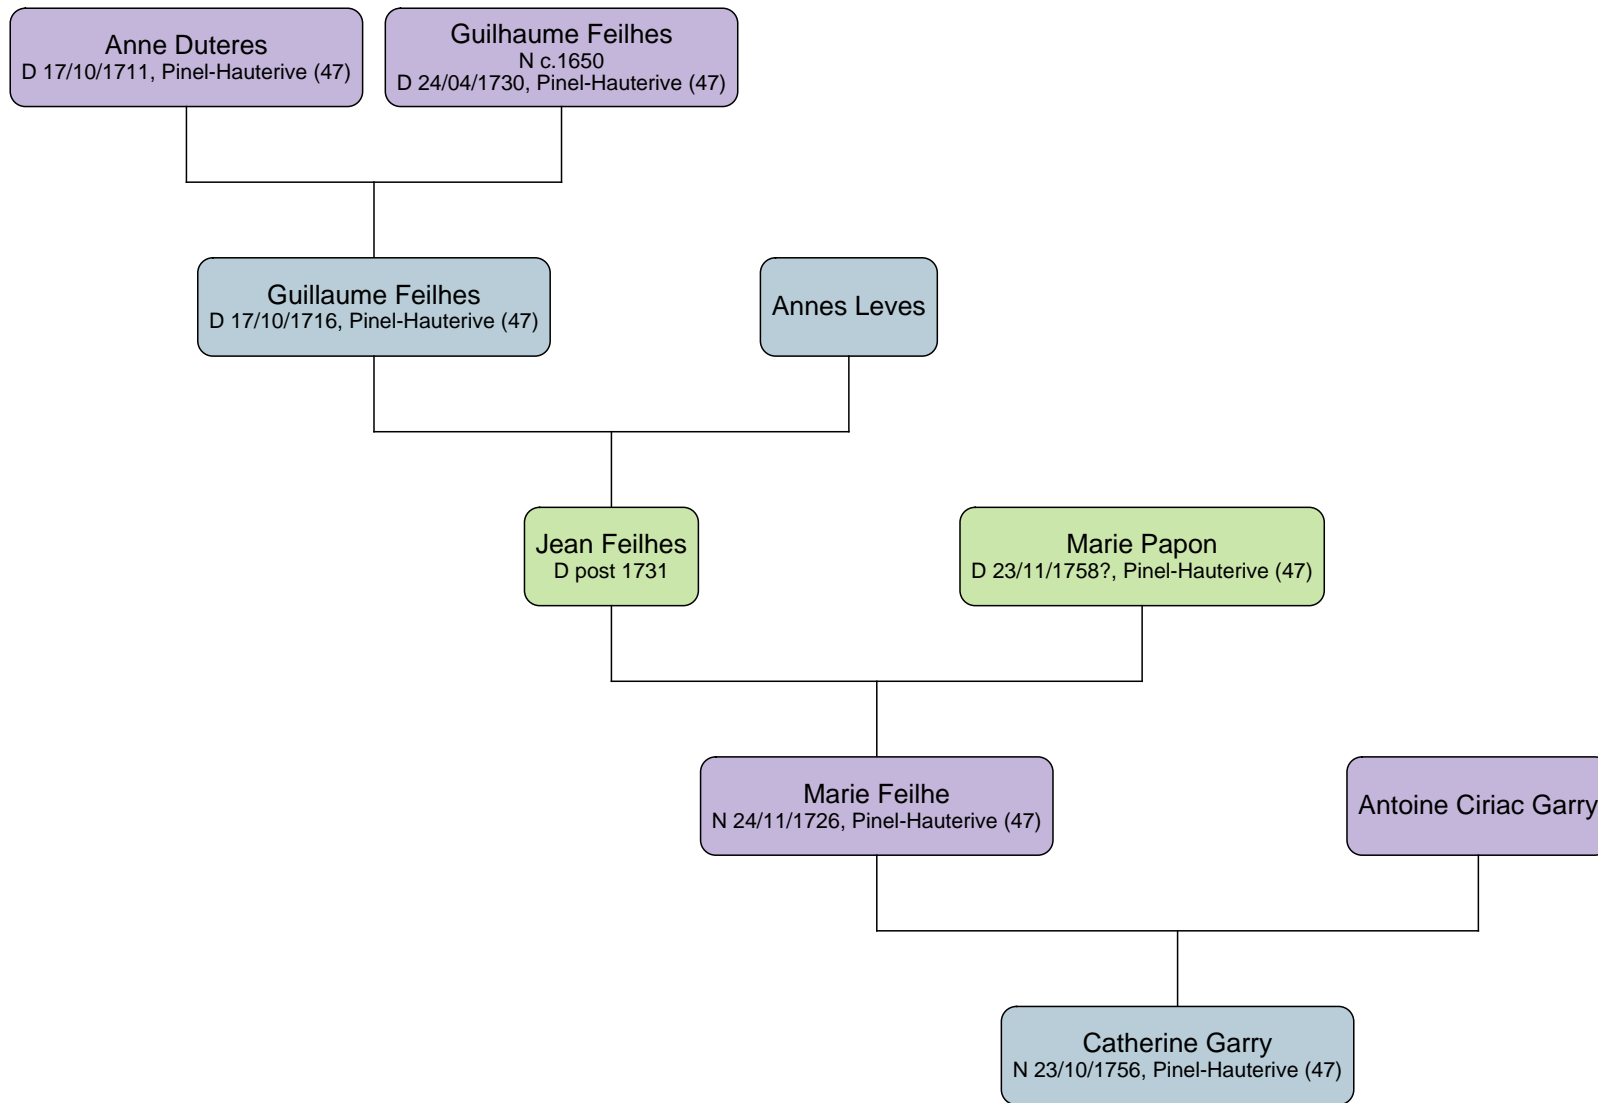 Anne Duteres
D 17/10/1711, Pinel-Hauterive (47)
Guilhaume Feilhes
N c.1650
D 24/04/1730, Pinel-Hauterive (47)
Guillaume Feilhes
D 17/10/1716, Pinel-Hauterive (47)
Annes Leves
Jean Feilhes
D post 1731
Marie Papon
D 23/11/1758?, Pinel-Hauterive (47)
Marie Feilhe
N 24/11/1726, Pinel-Hauterive (47)
Antoine Ciriac Garry
Catherine Garry
N 23/10/1756, Pinel-Hauterive (47)